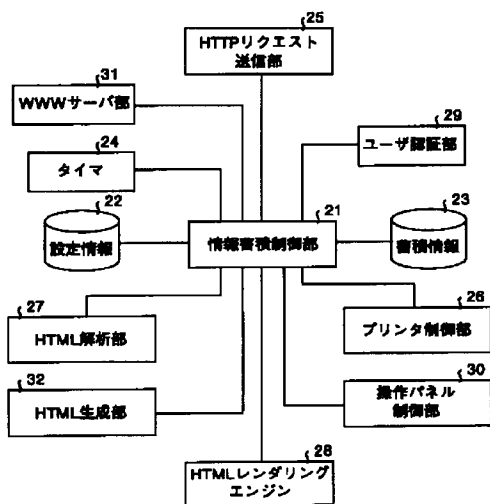 25
HTTPリクエスト
送信部
31
WWWサーバ部
29
ユーザ認証部
24
タイマ
22
設定情報
21
情報蓄積制御部
23
蓄積情報
27
HTML解析部
26
プリンタ制御部
32
HTML生成部
30
操作パネル
制御部
28
HTMLレンダリング
エンジン